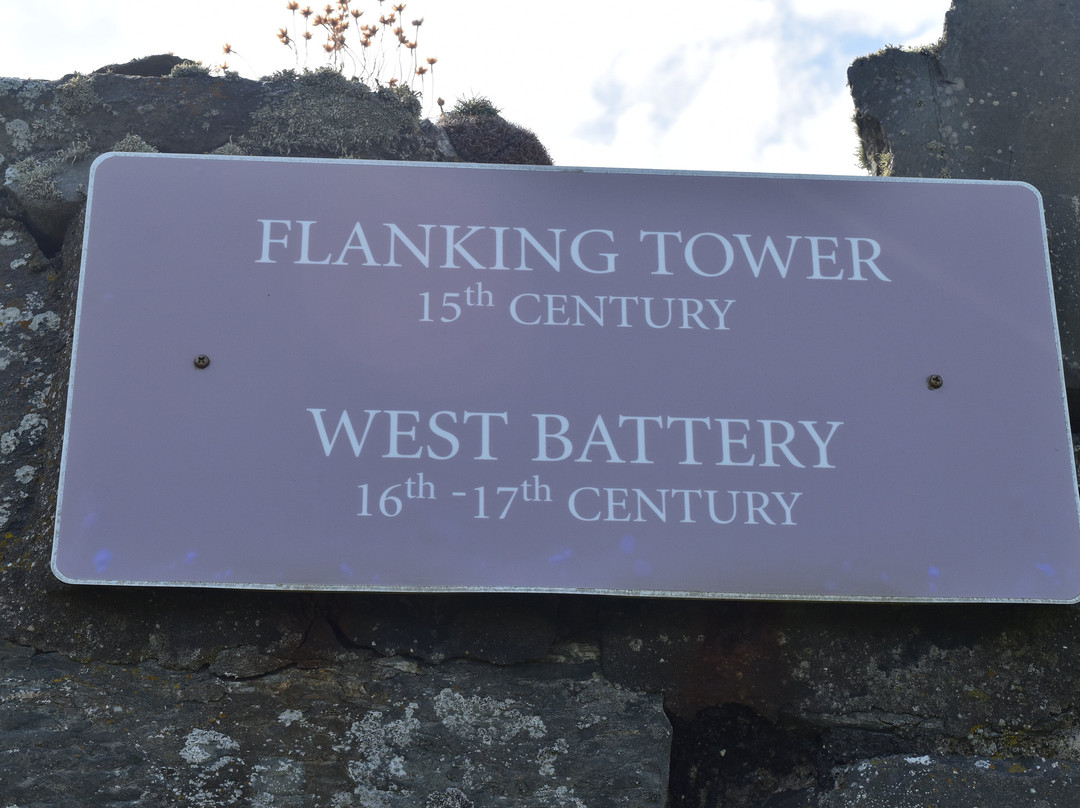 FLANKING TOWER
15th CENTURY
WEST BATTERY
16th -17th CENTURY